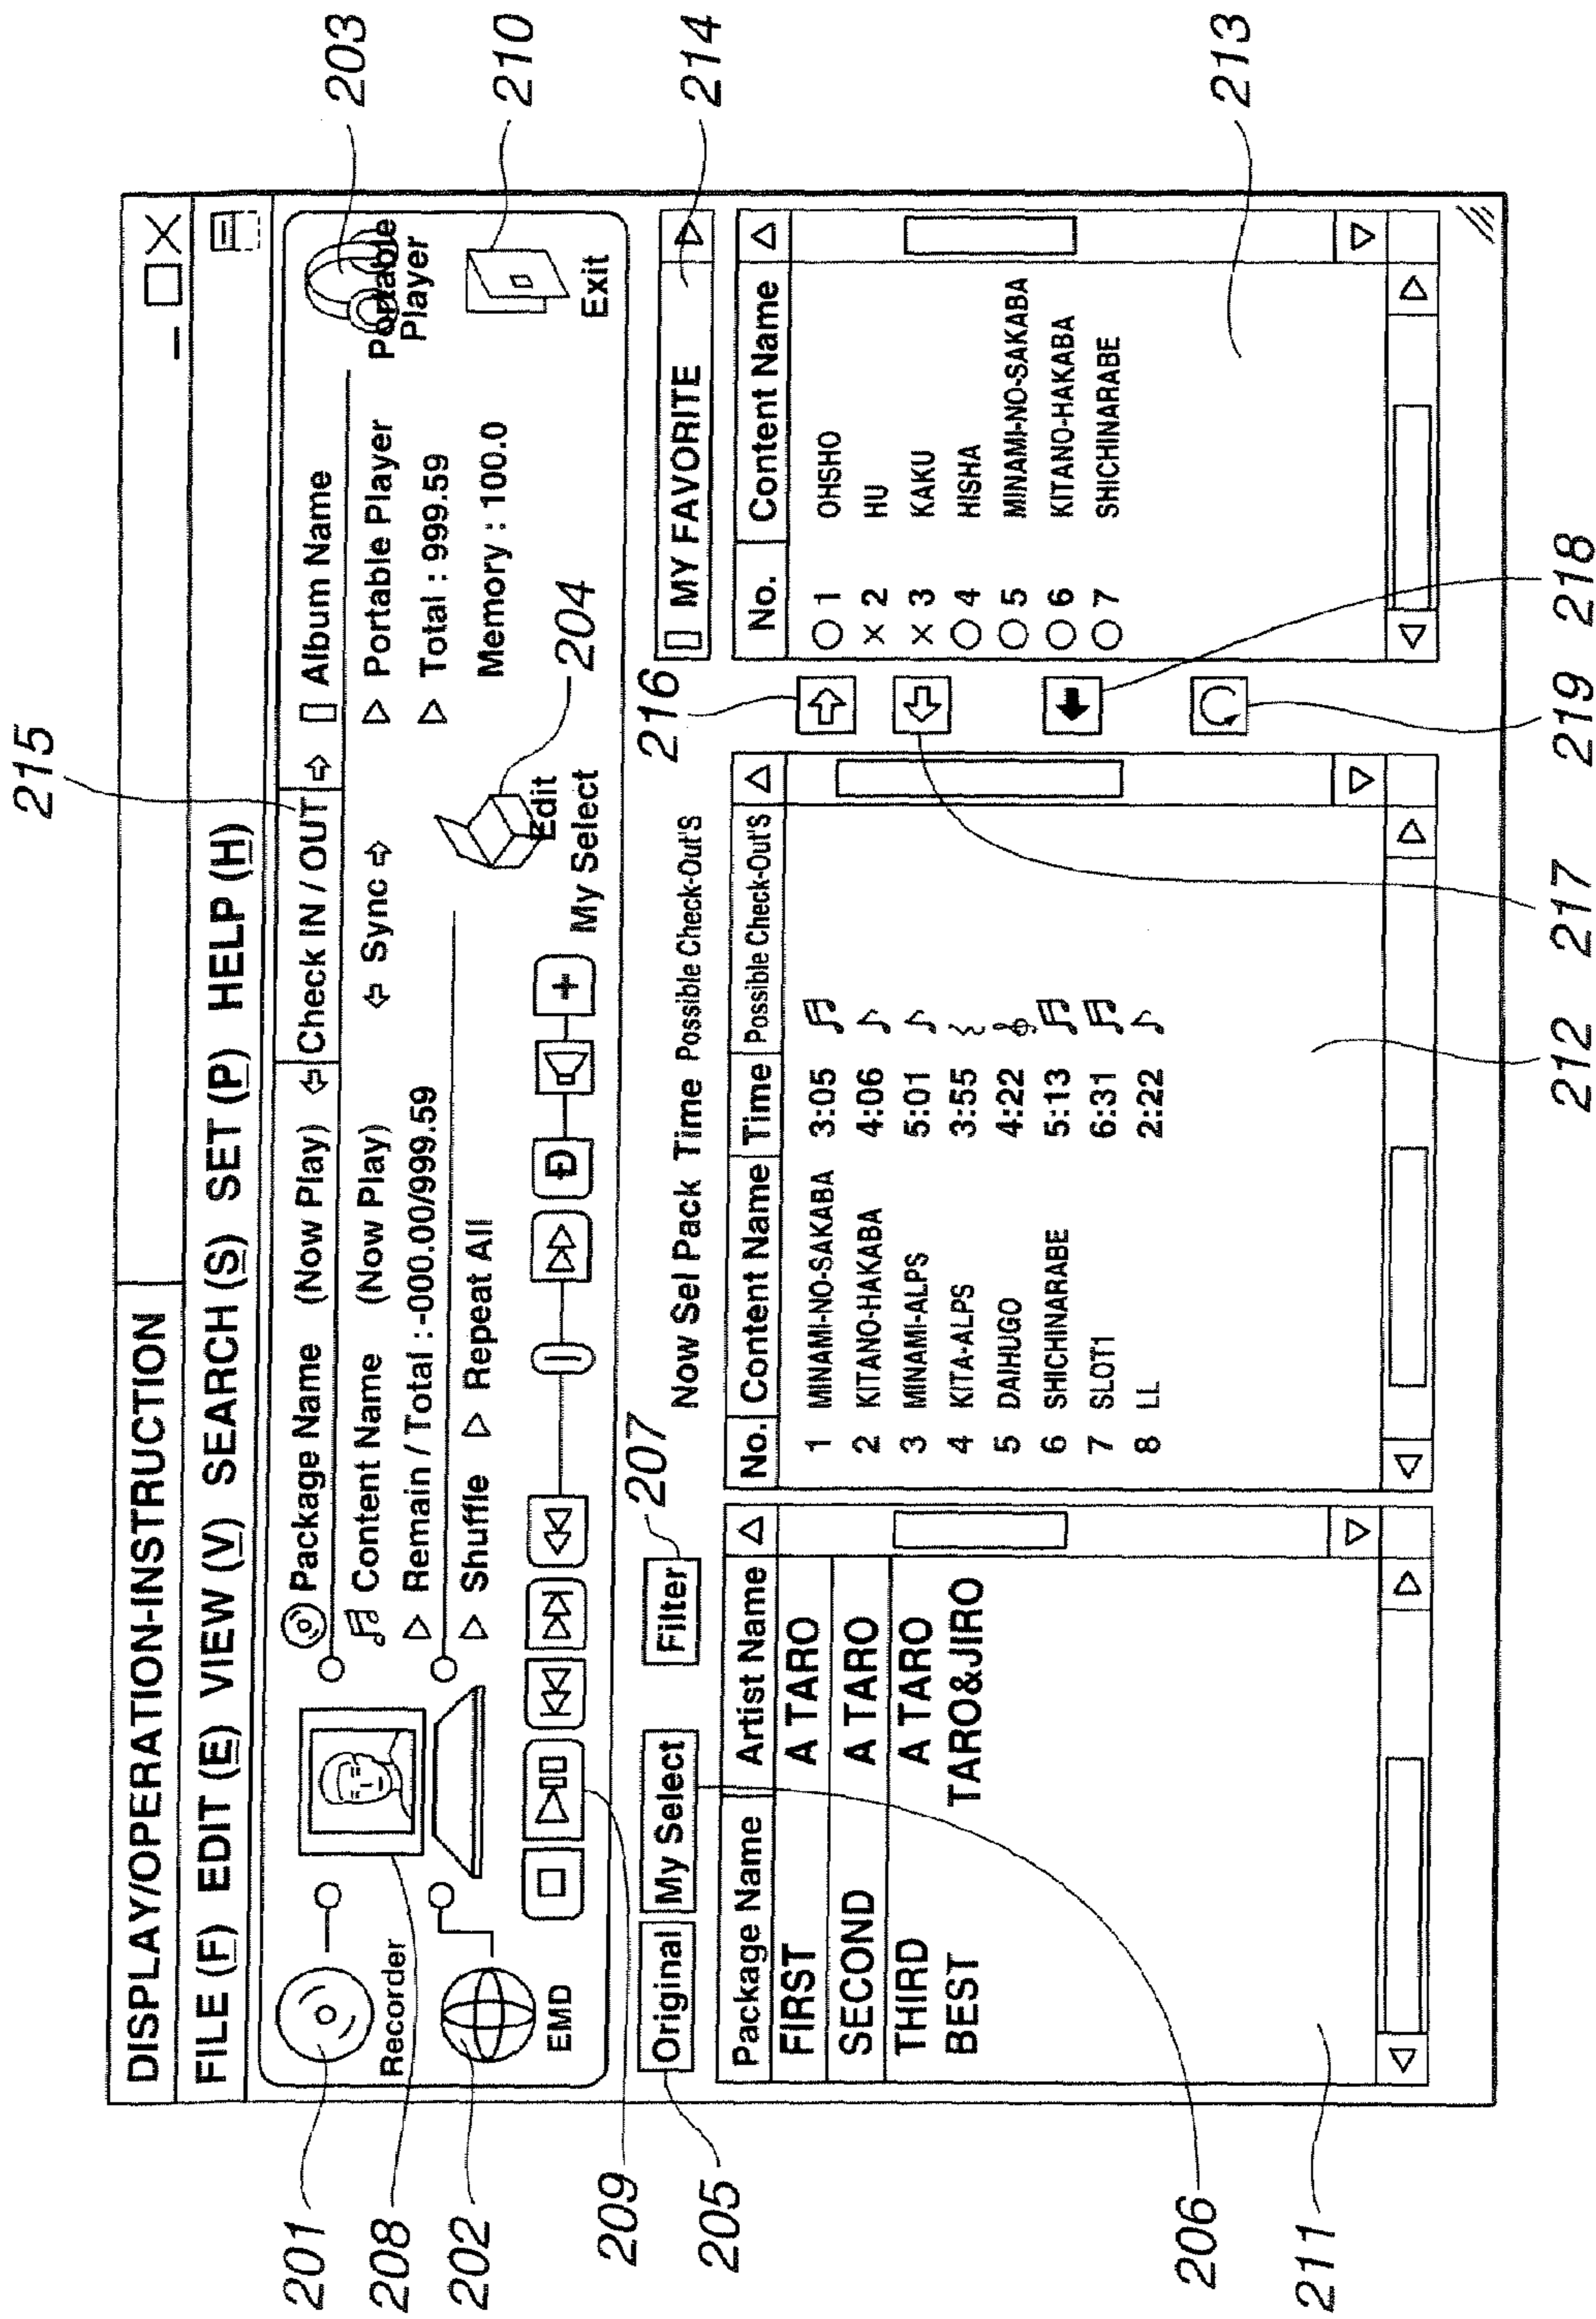 215
DISPLAY/OPERATION-INSTRUCTION
FILE (F) EDIT (E) VIEW (V) SEARCH (S) SET (P) HELP (H)
201
208
202
209
205
206
211
Recorder
EMD
Package Name (Now Play)
Content Name (Now Play)
Remain / Total : -000.00/999.59
Shuffle Repeat All
Check IN / OUT
Sync
Album Name
Portable Player
Total : 999.59
Memory : 100.0
Portable
Player
Edit
My Select
Exit
203
210
204
214
Original My Select Filter 207
Now Sel Pack Time Possible Check-Out'S
216
MY FAVORITE
Package Name Artist Name
FIRST A TARO
SECOND A TARO
THIRD A TARO
BEST TARO&JIRO
No. Content Name Time Possible Check-Out'S
1 MINAMI-NO-SAKABA 3:05
2 KITANO-HAKABA 4:06
3 MINAMI-ALPS 5:01
4 KITA-ALPS 3:55
5 DAIHUGO 4:22
6 SHICHINARABE 5:13
7 SLOT1 6:31
8 LL 2:22
No. Content Name
○ 1 OHSHO
× 2 HU
× 3 KAKU
○ 4 HISHA
○ 5 MINAMI-NO-SAKABA
○ 6 KITANO-HAKABA
○ 7 SHICHINARABE
213
212 217 219 218